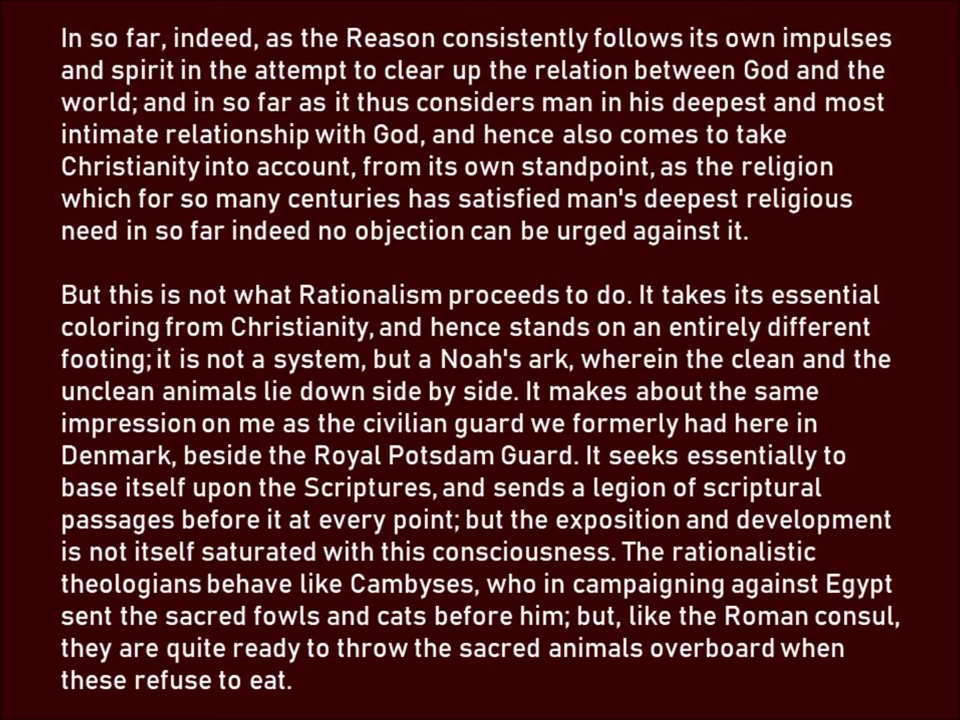 In so far, indeed, as the Reason consistently follows its own impulses
and spirit in the attempt to clear up the relation between God and the
world; and in so far as it thus considers man in his deepest and most
intimate relationship with God, and hence also comes to take
Christianity into account, from its own standpoint, as the religion
which for so many centuries has satisfied man's deepest religious
need in so far indeed no objection can be urged against it.
But this is not what Rationalism proceeds to do. It takes its essential
coloring from Christianity, and hence stands on an entirely different
footing; it is not a system, but a Noah's ark, wherein the clean and the
unclean animals lie down side by side. It makes about the same
impression on me as the civilian guard we formerly had here in
Denmark, beside the Royal Potsdam Guard. It seeks essentially to
base itself upon the Scriptures, and sends a legion of scriptural
passages before it at every point; but the exposition and development
is not itself saturated with this consciousness. The rationalistic
theologians behave like Cambyses, who in campaigning against Egypt
sent the sacred fowls and cats before him; but, like the Roman consul,
they are quite ready to throw the sacred animals overboard when
these refuse to eat.